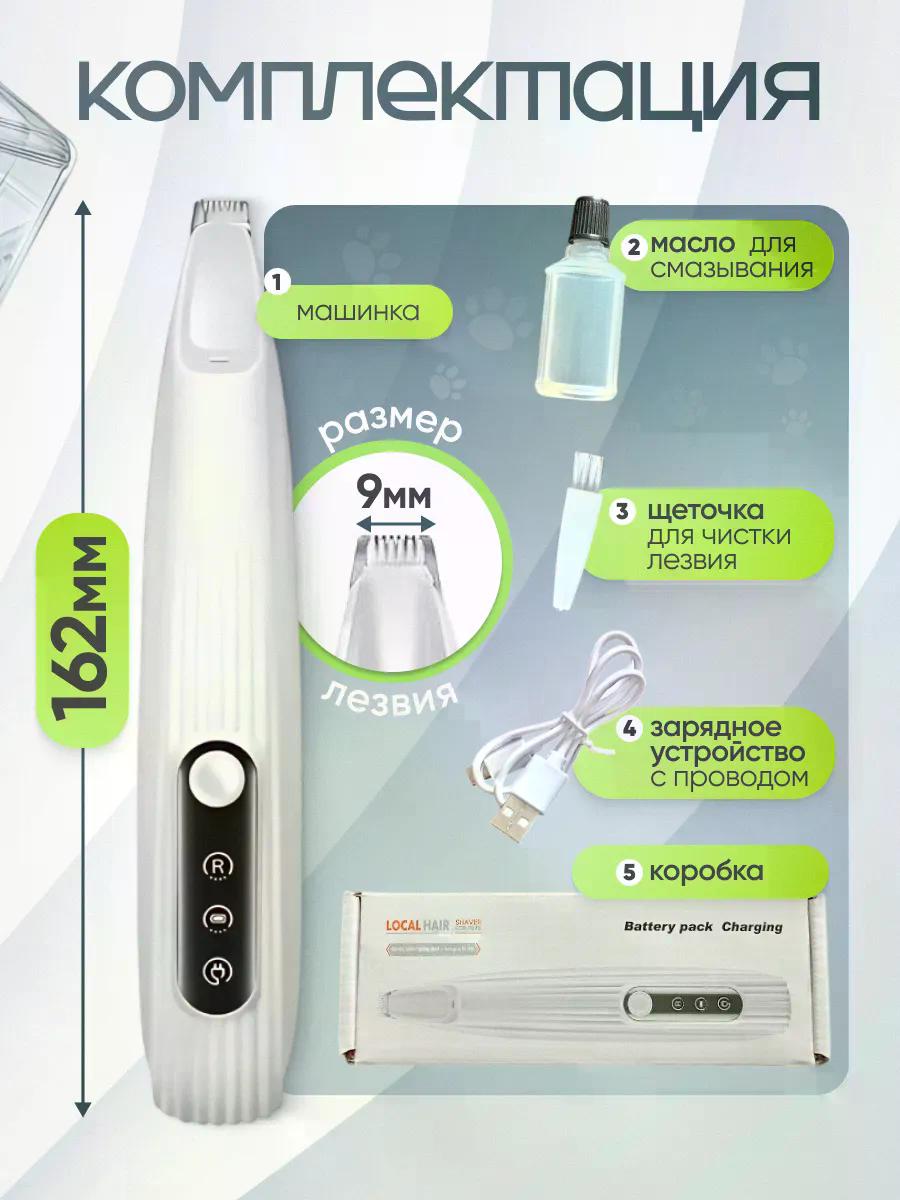 комплектация
1
машинка
2 масло для
смазывания
размер
9мм
лезвия
162мм
3 щеточка
для чистки
лезвия
4 зарядное
устройство
с проводом
5 коробка
R
LOCAL HAIR SHAVER
Battery pack Charging